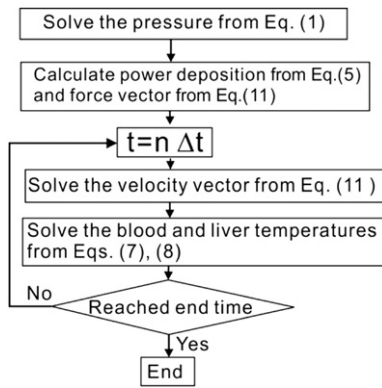 Solve the pressure from Eq. (1)
Calculate power deposition from Eq.(5)
and force vector from Eq.(11)
t=n Δt
Solve the velocity vector from Eq. (11 )
Solve the blood and liver temperatures
from Eqs. (7), (8)
No
Reached end time
Yes
End